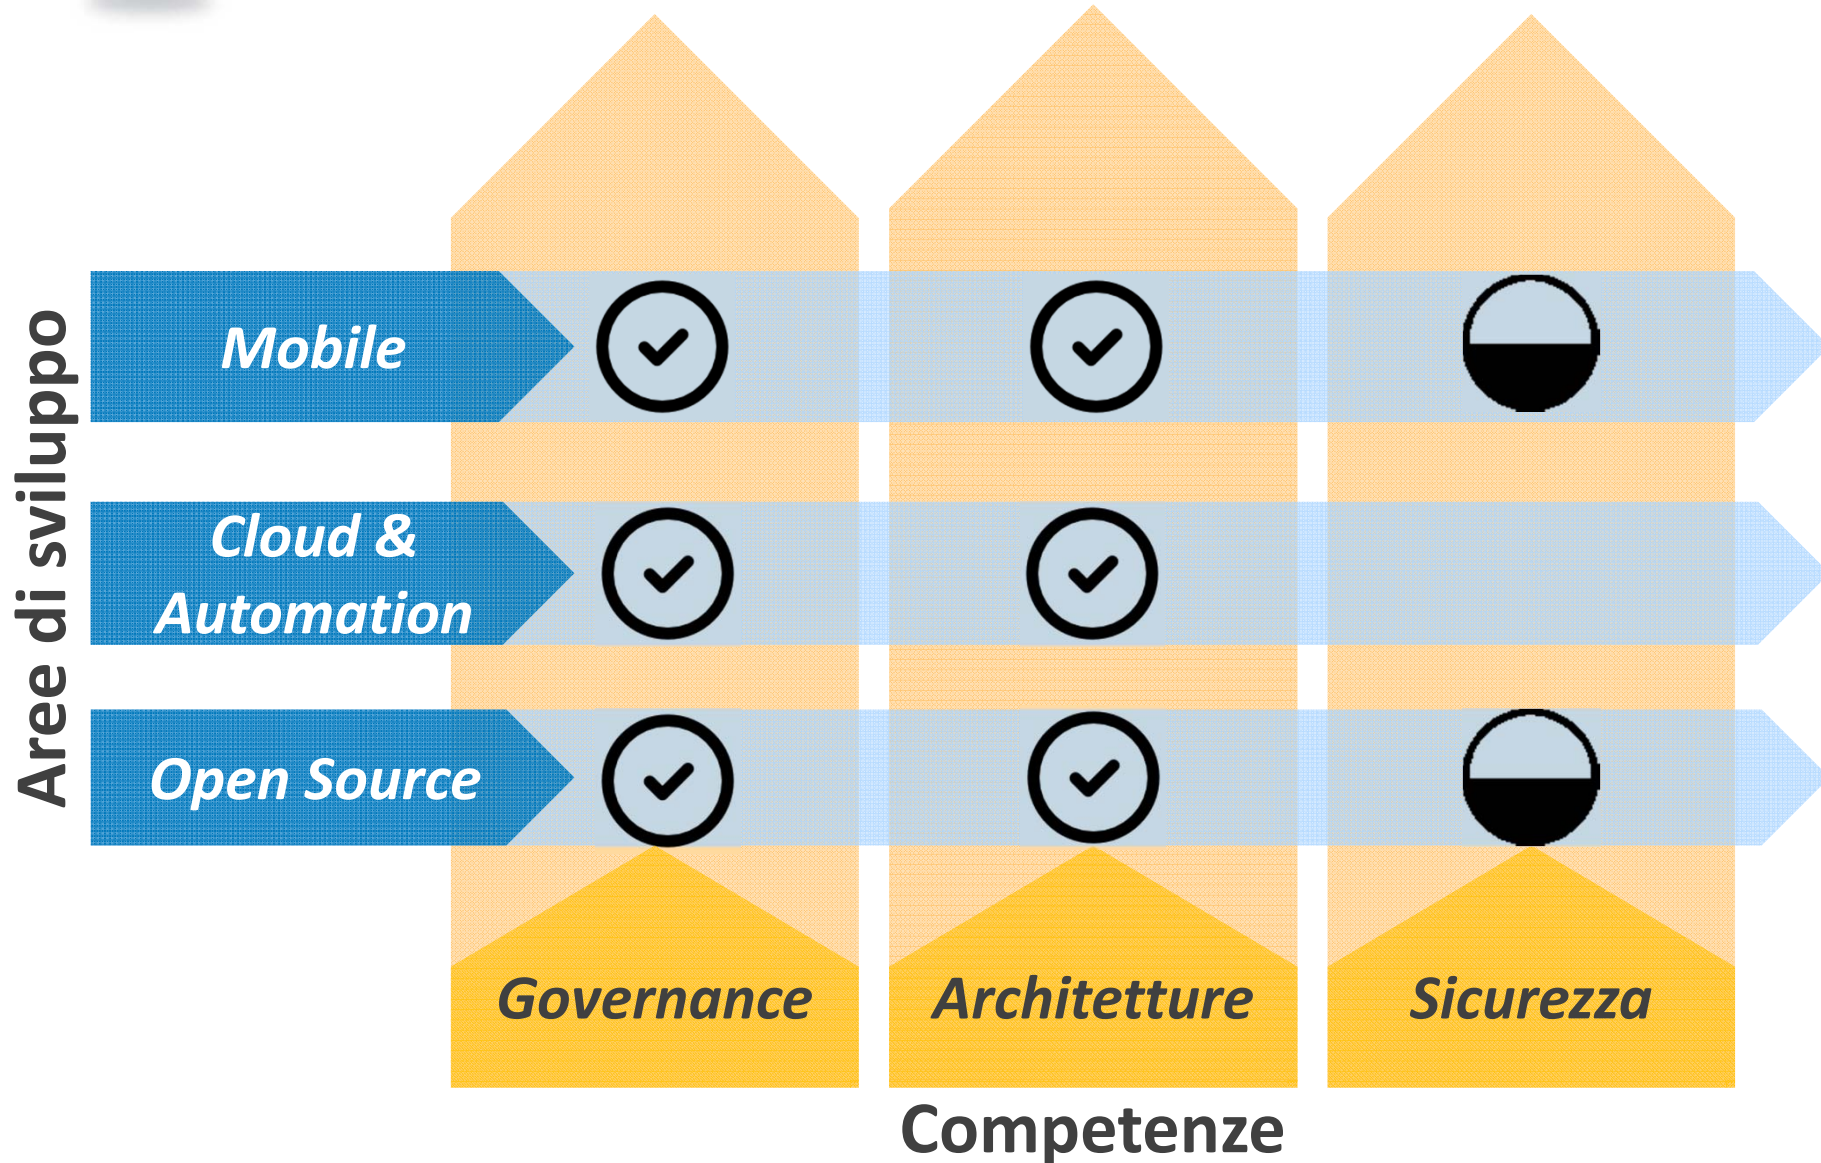 Aree di sviluppo
Mobile
Cloud &
Automation
Open Source
Governance
Architetture
Sicurezza
Competenze